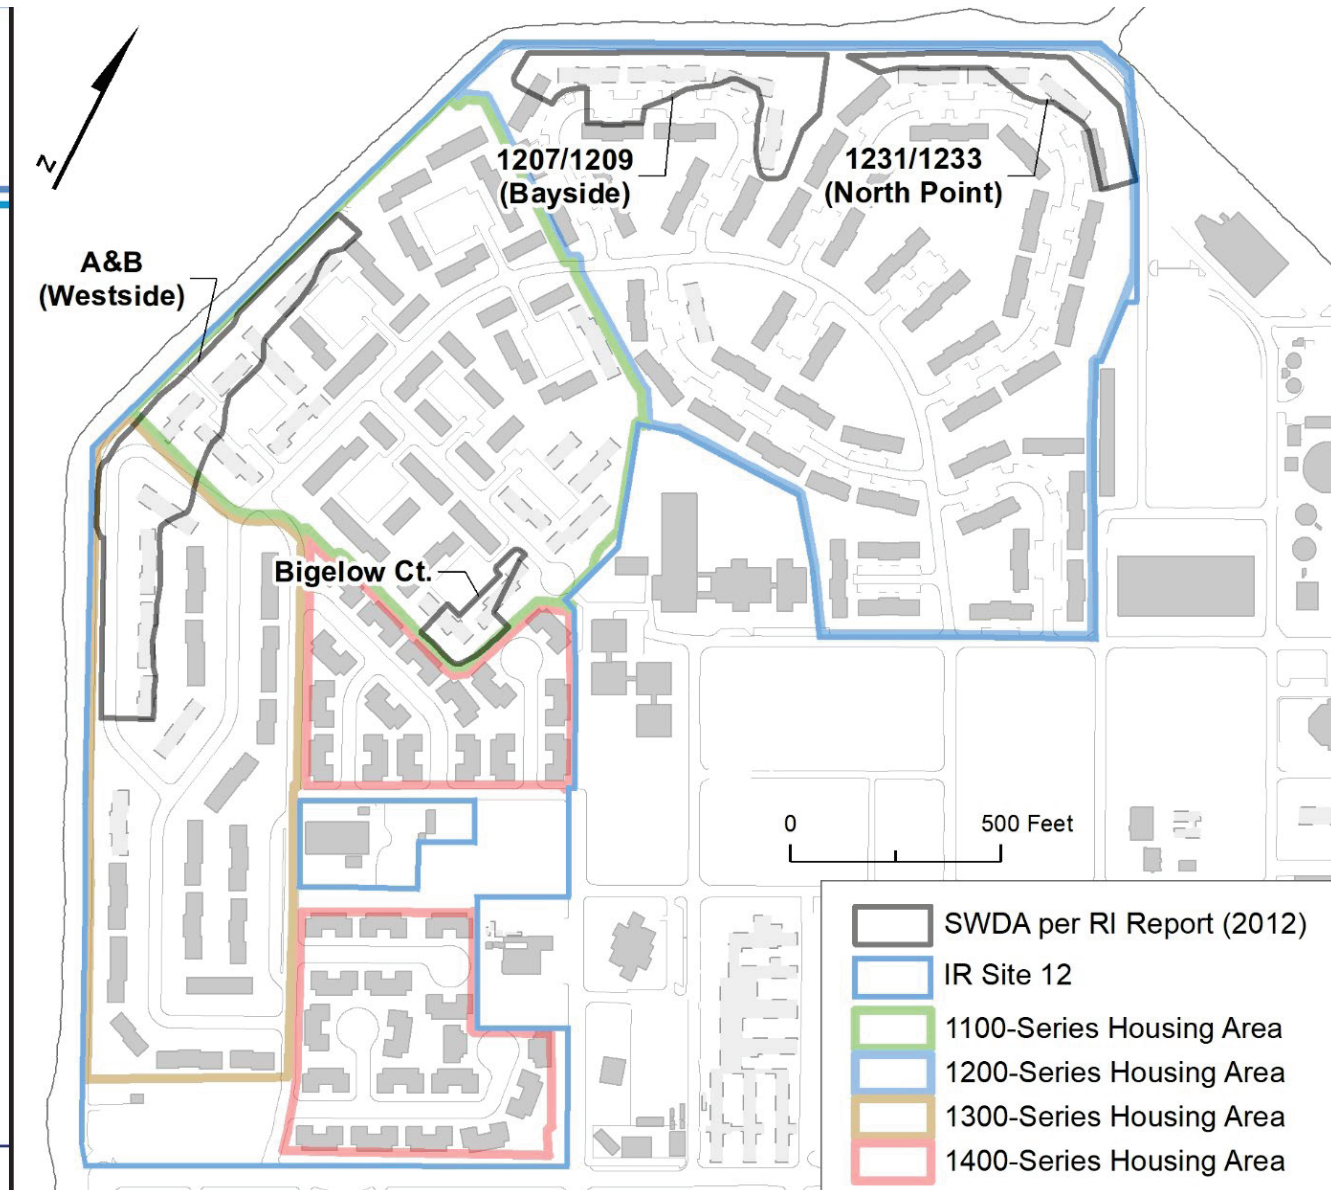 Z
1207/1209
(Bayside)
1231/1233
(North Point)
A&B
(Westside)
Bigelow Ct.
0 500 Feet
SWDA per RI Report (2012)
IR Site 12
1100-Series Housing Area
1200-Series Housing Area
1300-Series Housing Area
1400-Series Housing Area